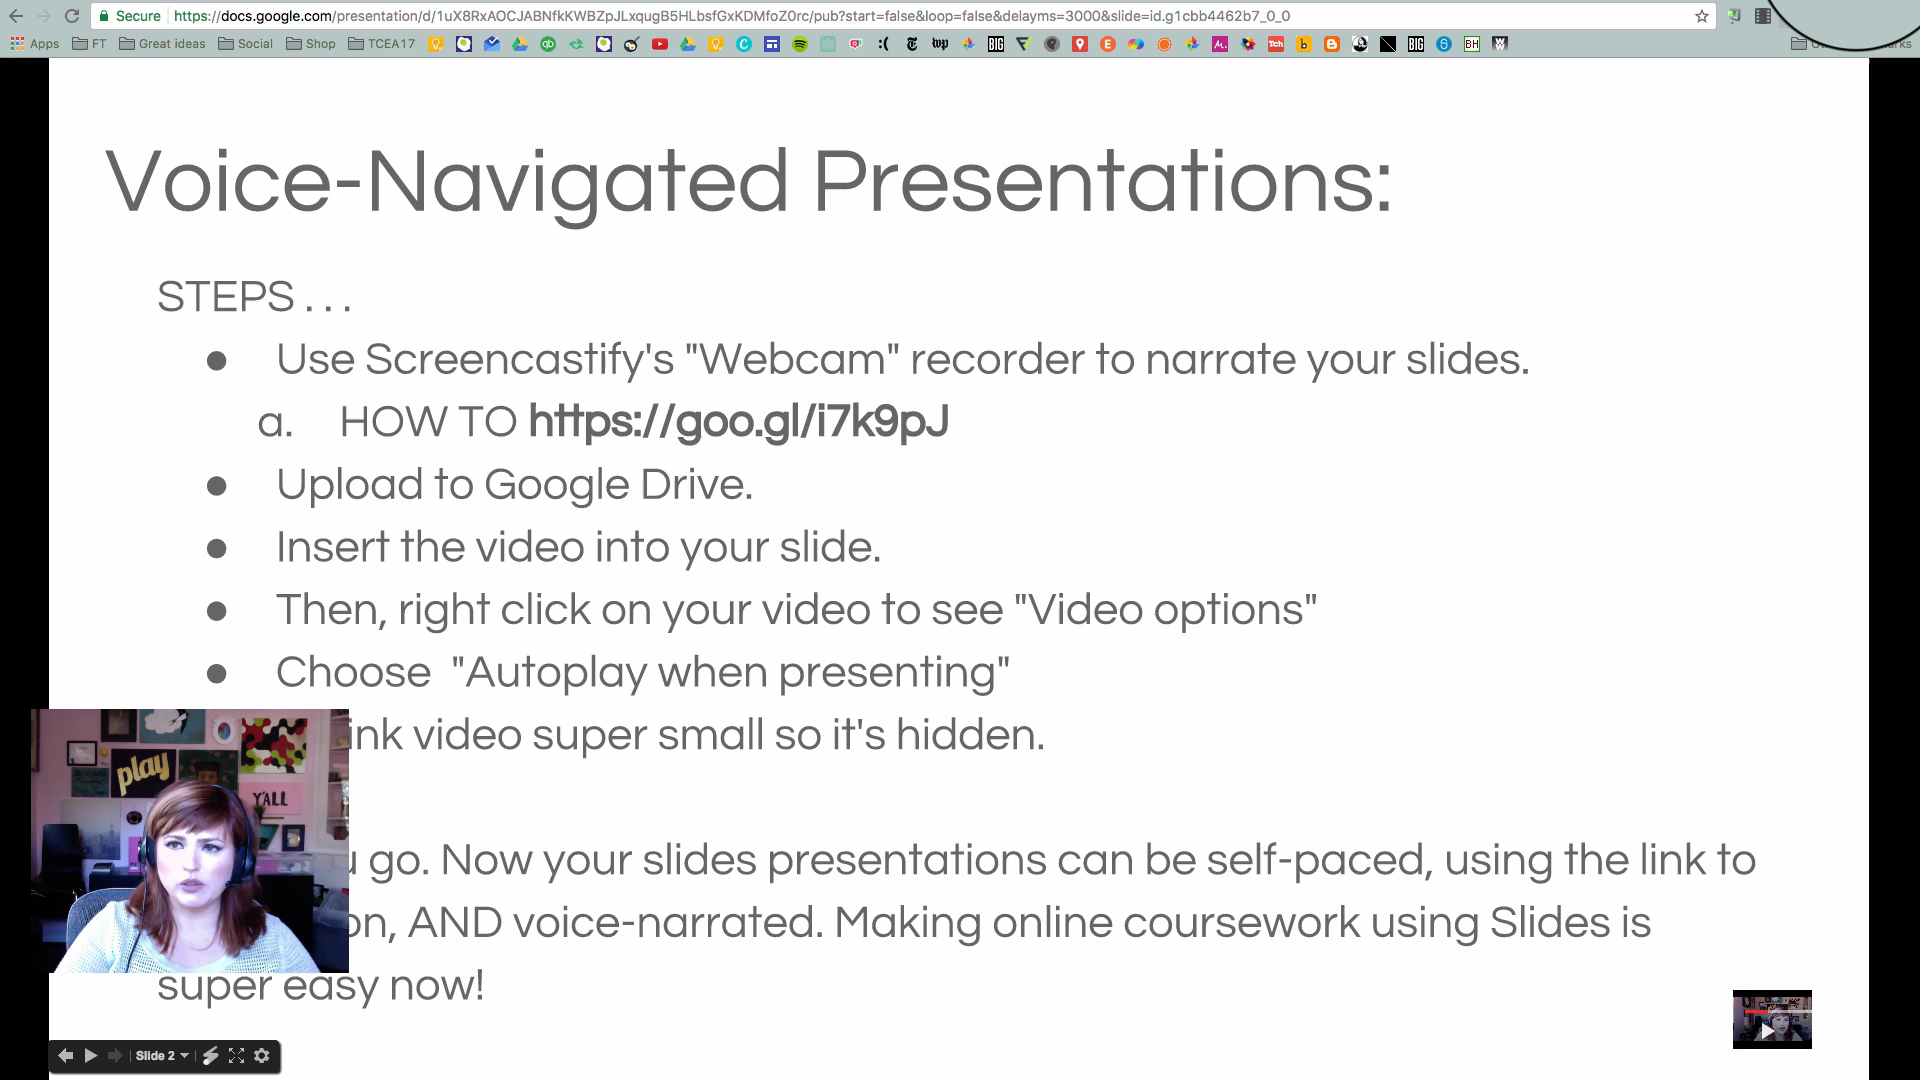 Secure https://docs.google.com/presentation/d/1uX8RxAOCJABNfkKWBZpJLxqugB5HLbsfGxKDMfoZ0rc/pub?start=false&loop=false&delayms=3000&slide=id.g1cbb4462b7_0_0
Apps FT Great ideas Social Shop TCEA17
Voice-Navigated Presentations:
STEPS . . .
● Use Screencastify's "Webcam" recorder to narrate your slides.
a. HOW TO https://goo.gl/i7k9pJ
● Upload to Google Drive.
● Insert the video into your slide.
● Then, right click on your video to see "Video options"
● Choose "Autoplay when presenting"
ink video super small so it's hidden.
play
Y'ALL
go. Now your slides presentations can be self-paced, using the link to
on, AND voice-narrated. Making online coursework using Slides is
super easy now!
Slide 2